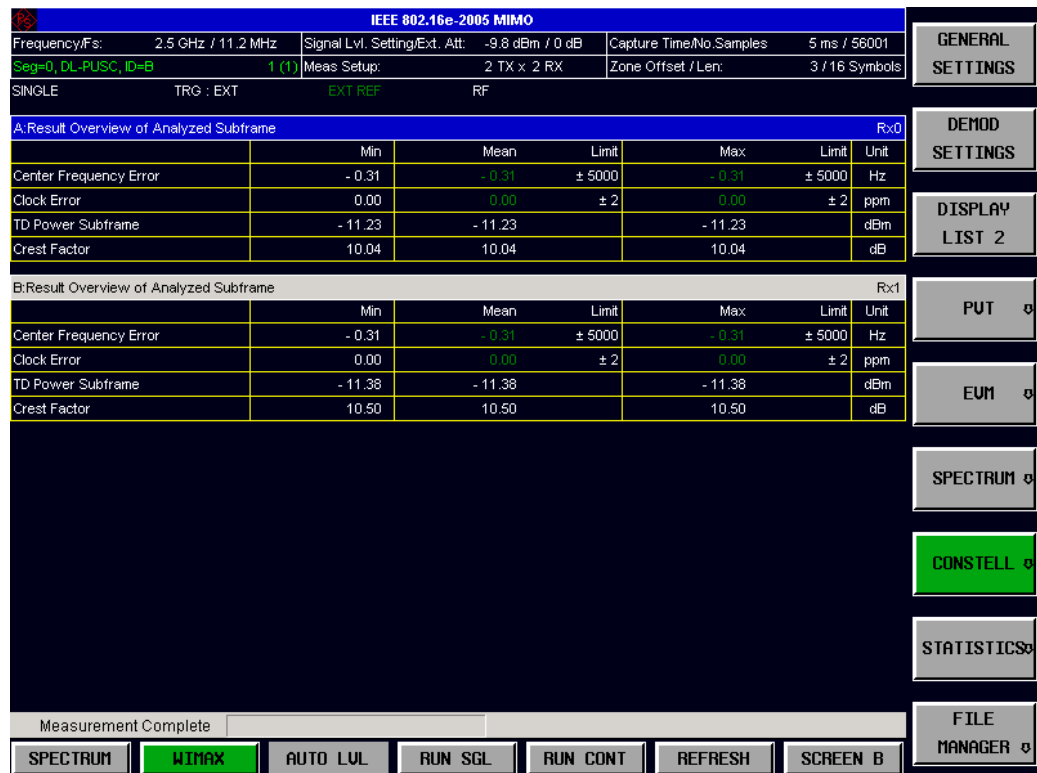 IEEE 802.16e-2005 MIMO
Frequency/Fs: 2.5 GHz / 11.2 MHz Signal Lvl. Setting/Ext. Att: -9.8 dBm / 0 dB Capture Time/No.Samples 5 ms / 56001
Seg=0, DL-PUSC, ID=B 1 (1) Meas Setup: 2 TX x 2 RX Zone Offset / Len: 3 / 16 Symbols
SINGLE TRG : EXT EXT REF RF
A:Result Overview of Analyzed Subframe Rx0
Min Mean Limit Max Limit Unit
Center Frequency Error - 0.31 - 0.31 ± 5000 - 0.31 ± 5000 Hz
Clock Error 0.00 0.00 ± 2 0.00 ± 2 ppm
TD Power Subframe - 11.23 - 11.23 - 11.23 dBm
Crest Factor 10.04 10.04 10.04 dB
B:Result Overview of Analyzed Subframe Rx1
Min Mean Limit Max Limit Unit
Center Frequency Error - 0.31 - 0.31 ± 5000 - 0.31 ± 5000 Hz
Clock Error 0.00 0.00 ± 2 0.00 ± 2 ppm
TD Power Subframe - 11.38 - 11.38 - 11.38 dBm
Crest Factor 10.50 10.50 10.50 dB
Measurement Complete
SPECTRUM WIMAX AUTO LVL RUN SGL RUN CONT REFRESH SCREEN B
GENERAL
SETTINGS
DEMOD
SETTINGS
DISPLAY
LIST 2
PVT
EVM
SPECTRUM
CONSTELL
STATISTICS
FILE
MANAGER